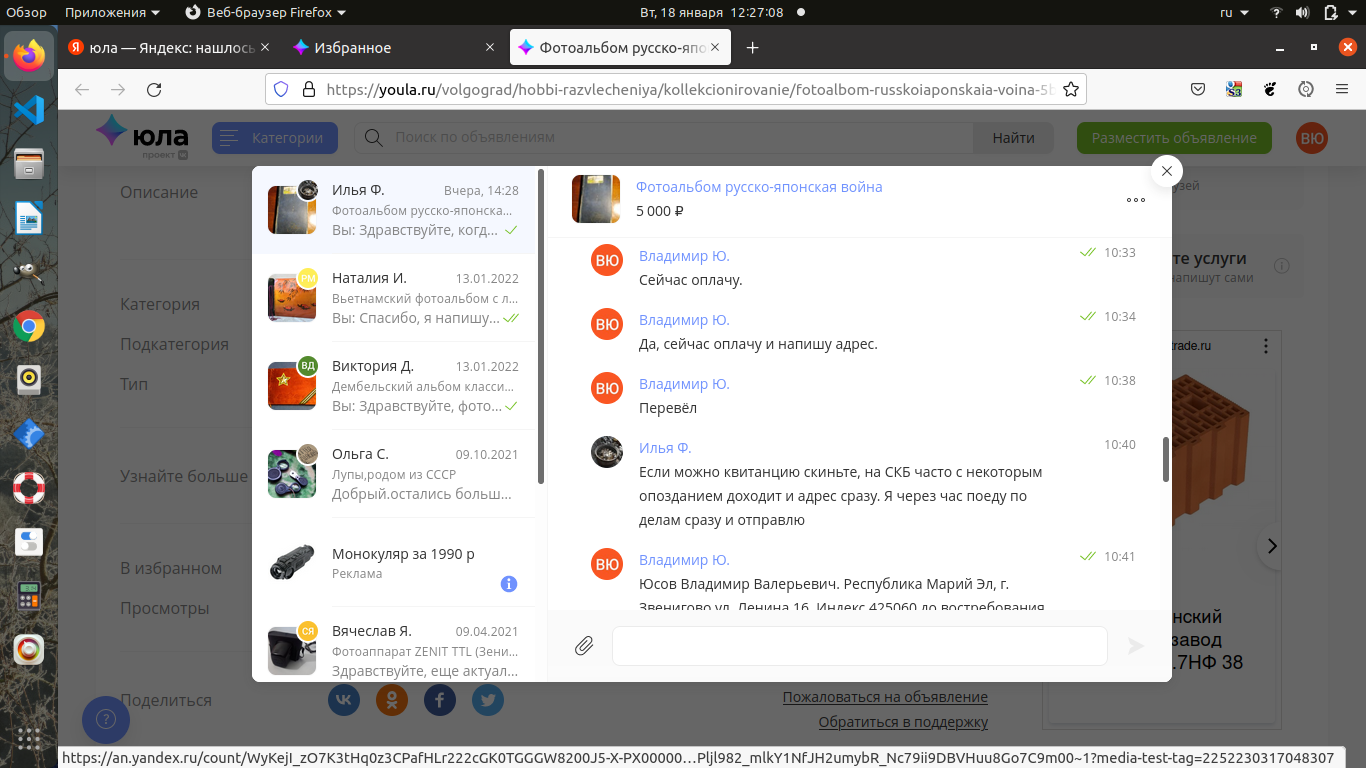 Обзор Приложения Веб-браузер Firefox Вт, 18 января 12:27:08 ru
юла — Яндекс: нашлось Избранное Фотоальбом русско-япо
https://youla.ru/volgograd/hobbi-razvlecheniya/kollekcionirovanie/fotoalbom-russkoiaponskaia-voina-5b
юла
проект
Категории
Поиск по объявлениям
Найти
Разместить объявление
ВЮ
Описание
Категория
Подкатегория
Тип
Узнайте больше
В избранном
Просмотры
Поделиться
Илья Ф. Вчера, 14:28
Фотоальбом русско-японска...
Вы: Здравствуйте, когд...
РМ
Наталия И. 13.01.2022
Вьетнамский фотоальбом с л...
Вы: Спасибо, я напишу...
ВД
Виктория Д. 13.01.2022
Дембельский альбом класси...
Вы: Здравствуйте, фото...
Ольга С. 09.10.2021
Лупы,родом из СССР
Добрый.остались больш...
Монокуляр за 1990 р
Реклама
СЯ
Вячеслав Я. 09.04.2021
Фотоаппарат ZENIT TTL (Зени...
Здравствуйте, еще актуал...
Фотоальбом русско-японская война
5 000 ₽
ВЮ
Владимир Ю. 10:33
Сейчас оплачу.
ВЮ
Владимир Ю. 10:34
Да, сейчас оплачу и напишу адрес.
ВЮ
Владимир Ю. 10:38
Перевёл
Илья Ф. 10:40
Если можно квитанцию скиньте, на СКБ часто с некоторым
опозданием доходит и адрес сразу. Я через час поеду по
делам сразу и отправлю
ВЮ
Владимир Ю. 10:41
Юсов Владимир Валерьевич. Республика Марий Эл, г.
Звенигово ул. Ленина 16. Индекс 425060 до востребования
зей
те услуги
напишут сами
trade.ru
нский
завод
.7НФ 38
Пожаловаться на объявление
Обратиться в поддержку
https://an.yandex.ru/count/WyKejI_zO7K3tHq0z3CPafHLr222cGK0TGGGW8200J5-X-PX00000…Pljl982_mlkY1NfJH2umybR_Nc79ii9DBVHuu8Go7C9m00~1?media-test-tag=2252230317048307